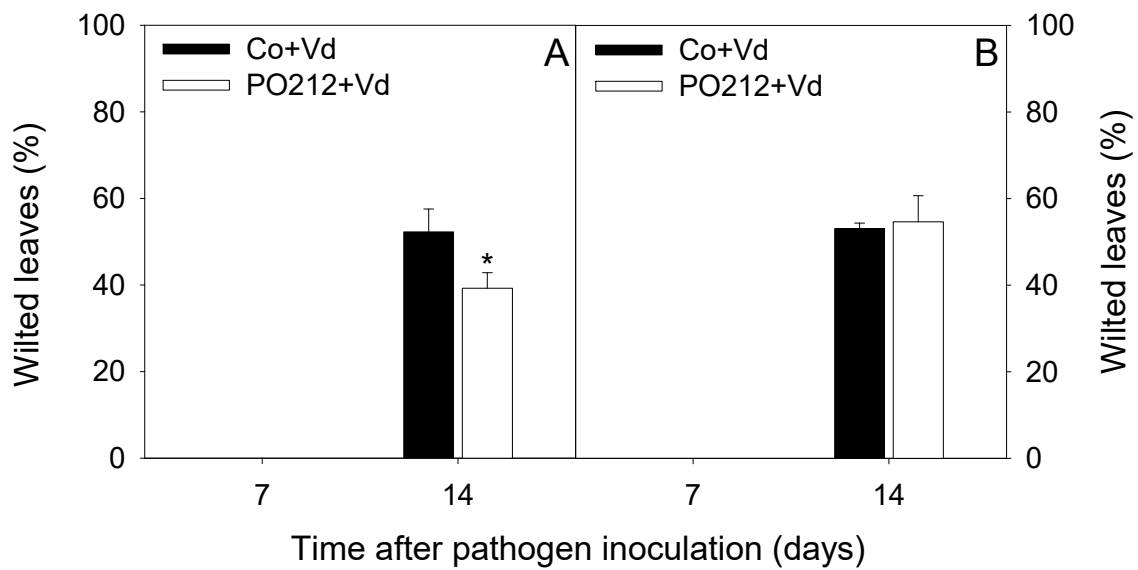 Wilted leaves (%)
100
80
60
40
20
0
Co+Vd
PO212+Vd
A
*
7
14
Co+Vd
PO212+Vd
B
7
14
100
80
60
40
20
0
Wilted leaves (%)
Time after pathogen inoculation (days)